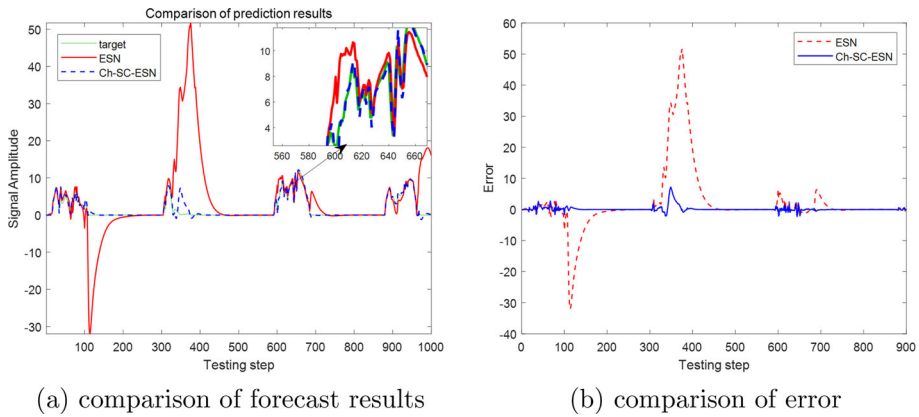 Comparison of prediction results
target
ESN
Ch-SC-ESN
50
40
30
20
10
0
-10
-20
-30
Signal Amplitude
10
8
6
4
560 580 600 620 640 660
100 200 300 400 500 600 700 800 900 1000
Testing step
(a) comparison of forecast results
Error
ESN
Ch-SC-ESN
60
50
40
30
20
10
0
-10
-20
-30
-40
Error
0 100 200 300 400 500 600 700 800 900
Testing step
(b) comparison of error